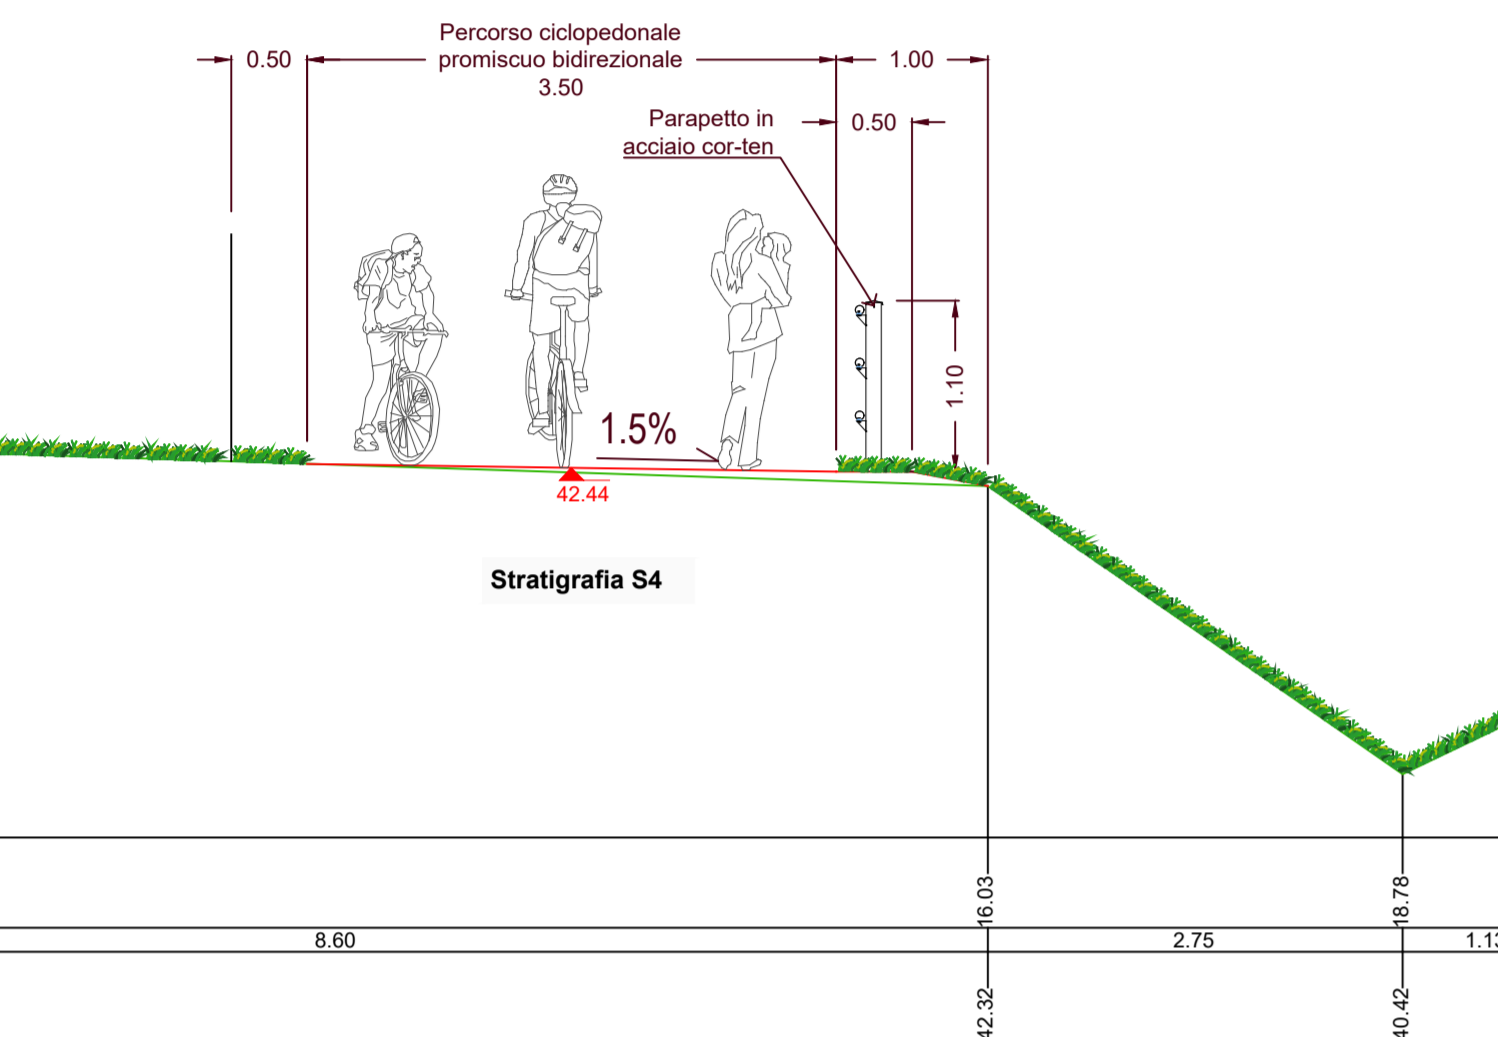 Percorso ciclopedonale
promiscuo bidirezionale
3.50
0.50
1.00
Parapetto in
acciaio cor-ten
0.50
1.10
1.5%
42.44
Stratigrafia S4
16.03
18.78
8.60
2.75
42.32
40.42